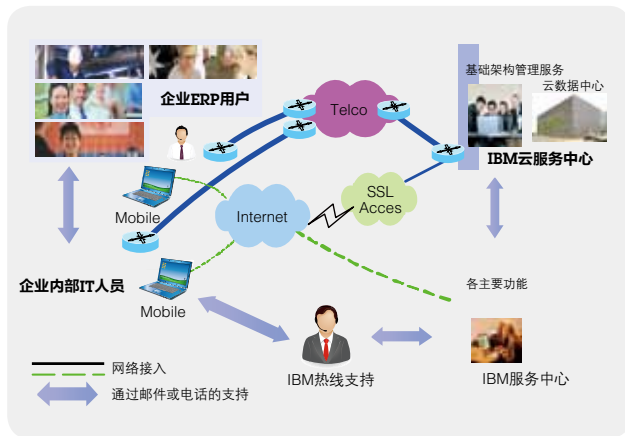 基础架构管理服务
云数据中心
企业ERP用户
Telco
IBM云服务中心
SSL
Acces
Mobile
Internet
企业内部IT人员
Mobile
各主要功能
网络接入
IBM热线支持
IBM服务中心
通过邮件或电话的支持